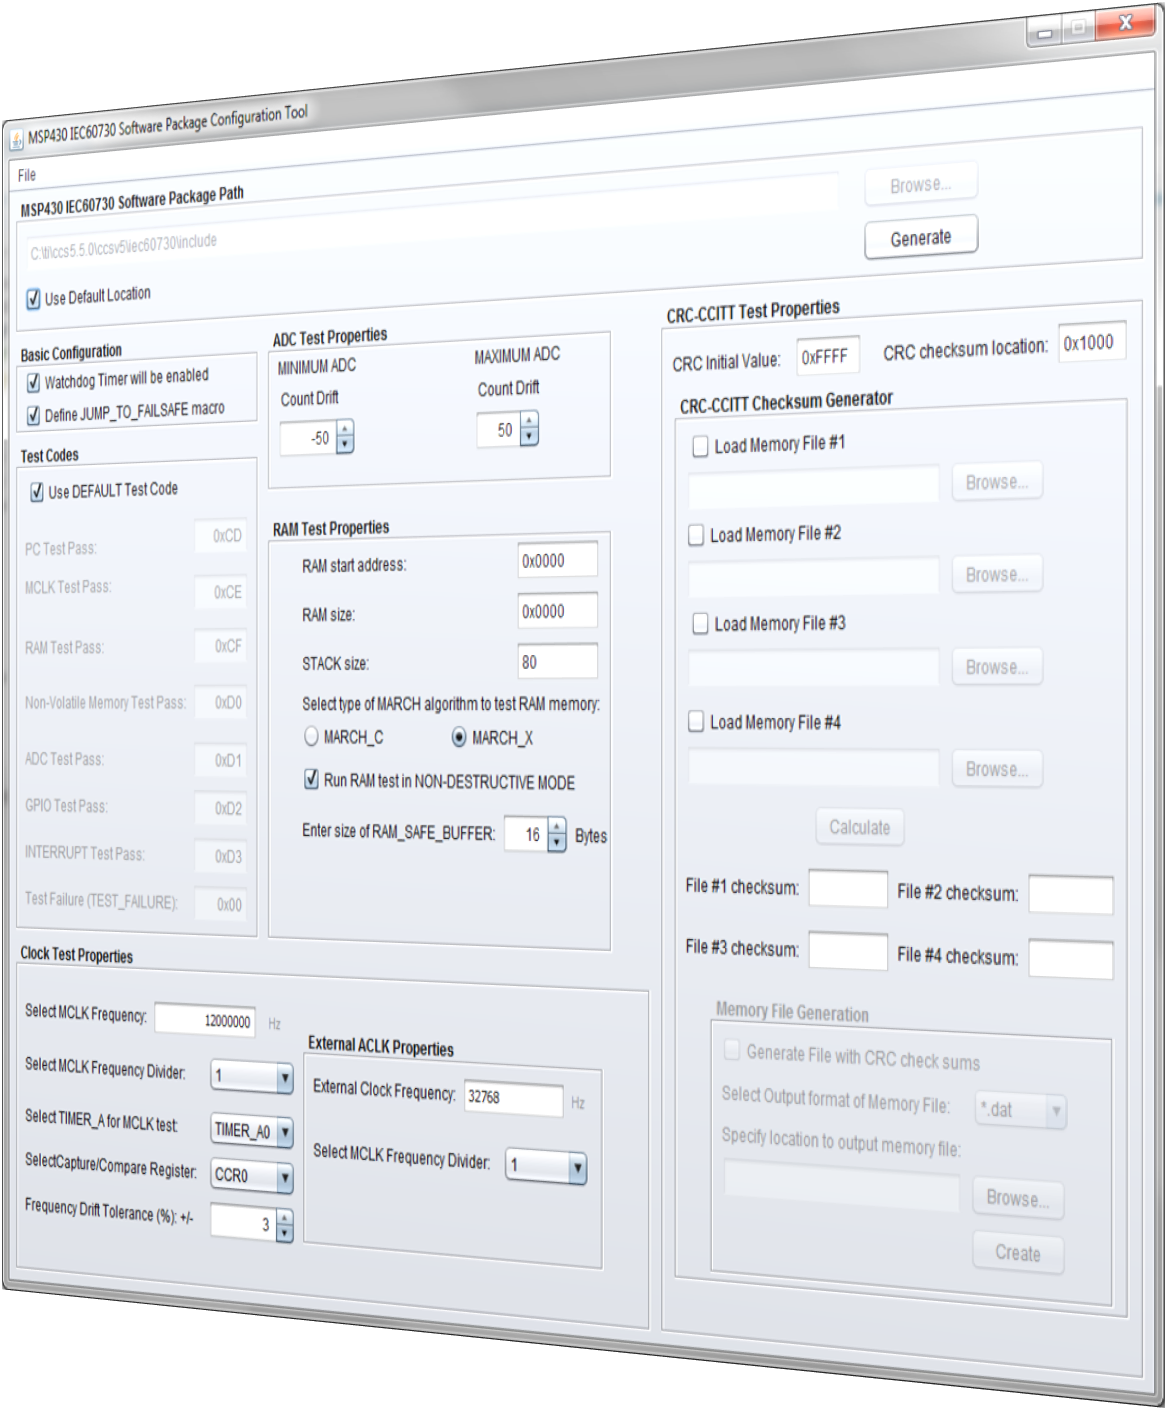 MSP430 IEC60730 Software Package Configuration Tool
File
MSP430 IEC60730 Software Package Path
C:\ti\ccs5.5.0\ccsv5\iec60730\include
Browse...
Generate
Use Default Location
Basic Configuration
Watchdog Timer will be enabled
Define JUMP_TO_FAILSAFE macro
Test Codes
Use DEFAULT Test Code
PC Test Pass: 0xCD
MCLK Test Pass: 0xCE
RAM Test Pass: 0xCF
Non-Volatile Memory Test Pass: 0xD0
ADC Test Pass: 0xD1
GPIO Test Pass: 0xD2
INTERRUPT Test Pass: 0xD3
Test Failure (TEST_FAILURE): 0x00
ADC Test Properties
MINIMUM ADC MAXIMUM ADC
Count Drift Count Drift
-50 50
RAM Test Properties
RAM start address: 0x0000
RAM size: 0x0000
STACK size: 80
Select type of MARCH algorithm to test RAM memory:
MARCH_C MARCH_X
Run RAM test in NON-DESTRUCTIVE MODE
Enter size of RAM_SAFE_BUFFER: 16 Bytes
Clock Test Properties
Select MCLK Frequency: 12000000 Hz
Select MCLK Frequency Divider: 1
Select TIMER_A for MCLK test: TIMER_A0
SelectCapture/Compare Register: CCR0
Frequency Drift Tolerance (%): +/- 3
External ACLK Properties
External Clock Frequency: 32768 Hz
Select MCLK Frequency Divider: 1
CRC-CCITT Test Properties
CRC Initial Value: 0xFFFF CRC checksum location: 0x1000
CRC-CCITT Checksum Generator
Load Memory File #1
Browse...
Load Memory File #2
Browse...
Load Memory File #3
Browse...
Load Memory File #4
Browse...
Calculate
File #1 checksum: File #2 checksum:
File #3 checksum: File #4 checksum:
Memory File Generation
Generate File with CRC check sums
Select Output format of Memory File: *.dat
Specify location to output memory file:
Browse...
Create